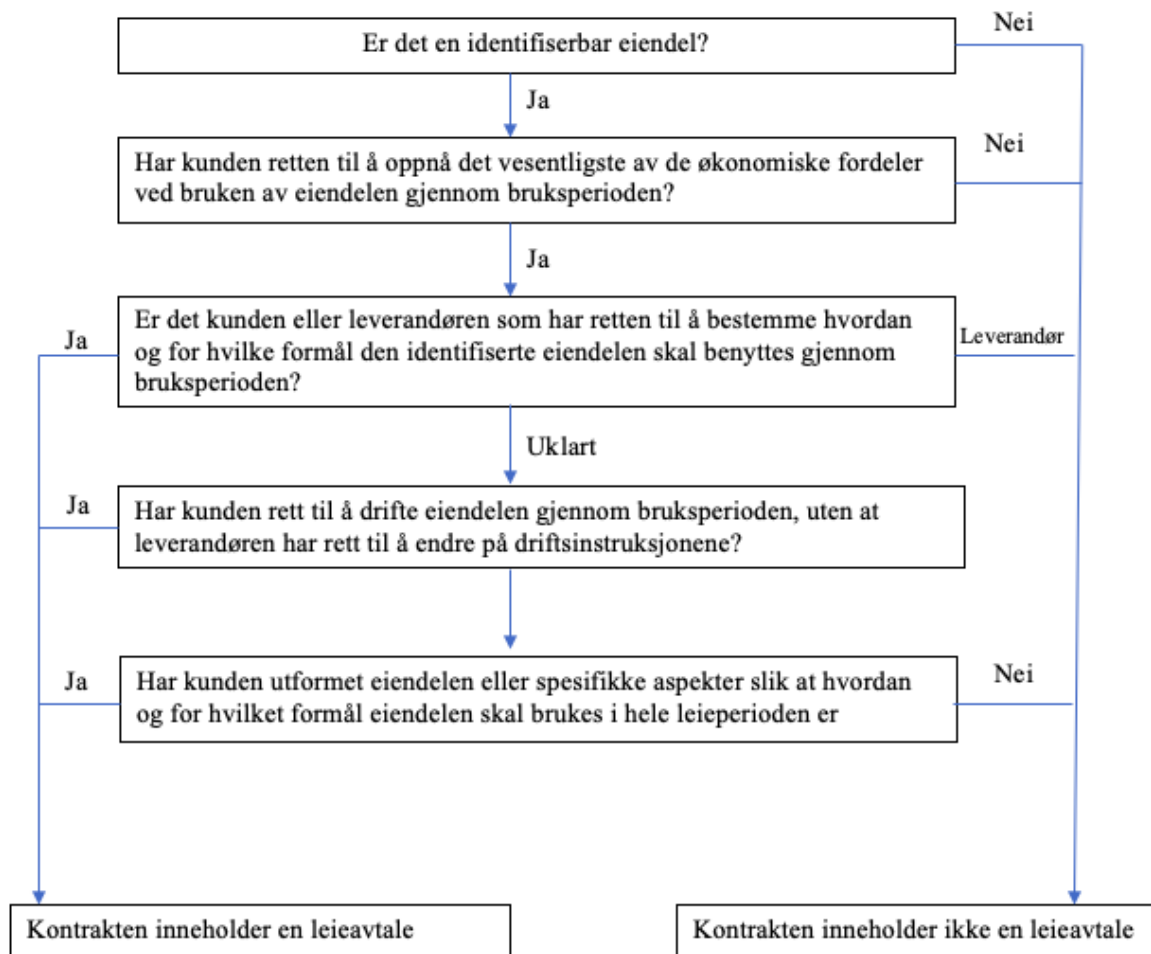 Er det en identifiserbar eiendel?
Nei
Ja
Har kunden retten til å oppnå det vesentligste av de økonomiske fordeler
ved bruken av eiendelen gjennom bruksperioden?
Nei
Ja
Er det kunden eller leverandøren som har retten til å bestemme hvordan
og for hvilke formål den identifiserte eiendelen skal benyttes gjennom
bruksperioden?
Ja
Leverandør
Uklart
Har kunden rett til å drifte eiendelen gjennom bruksperioden, uten at
leverandøren har rett til å endre på driftsinstruksjonene?
Ja
Har kunden utformet eiendelen eller spesifikke aspekter slik at hvordan
og for hvilket formål eiendelen skal brukes i hele leieperioden er
Ja
Nei
Kontrakten inneholder en leieavtale
Kontrakten inneholder ikke en leieavtale